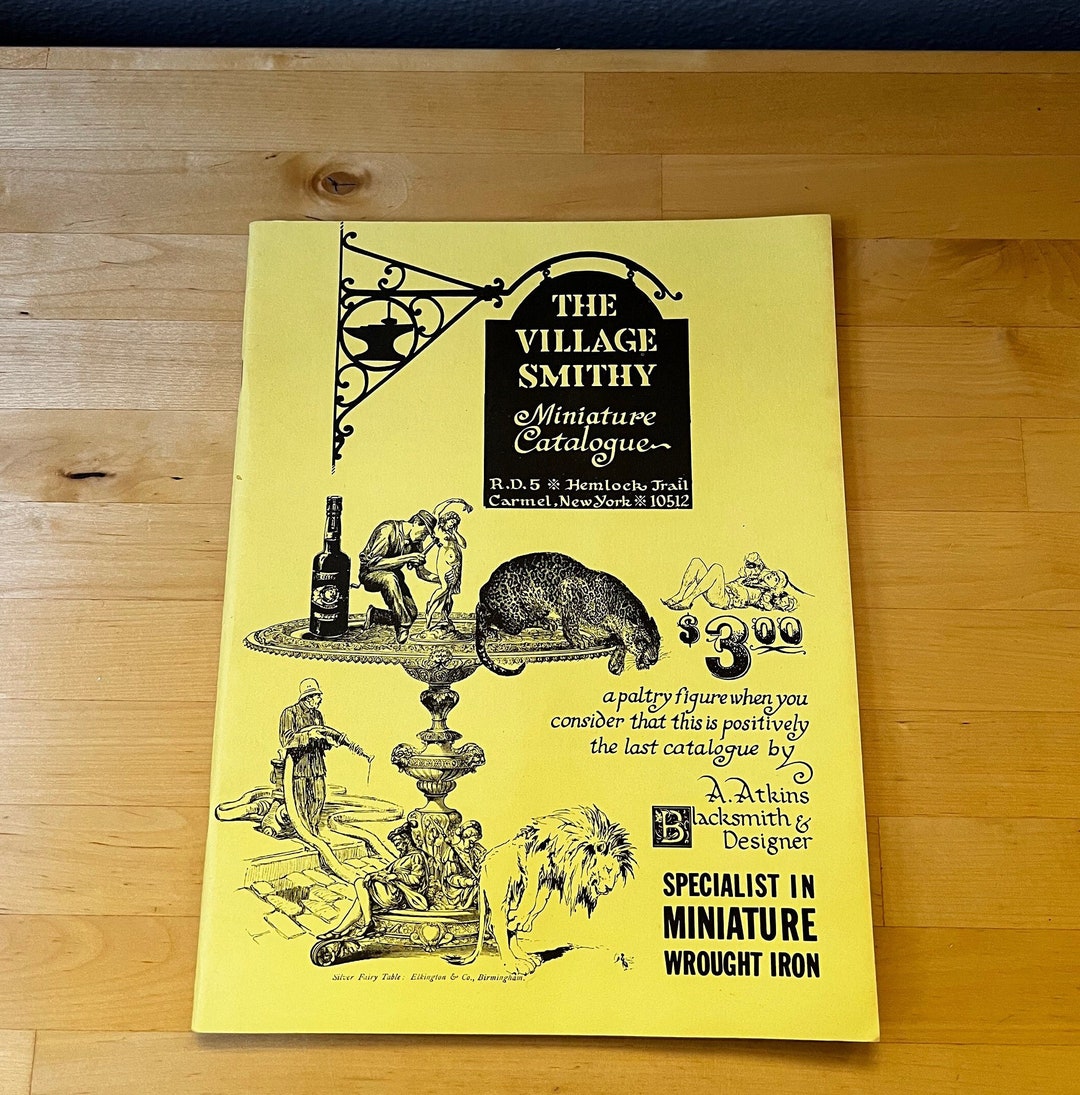 THE
VILLAGE
SMITHY
Miniature
Catalogue
R.D.5 ※ Hemlock Trail
Carmel, New York ※ 10512
$3.00
a paltry figure when you
consider that this is positively
the last catalogue by
A. Atkins
Blacksmith &
Designer
SPECIALIST IN
MINIATURE
WROUGHT IRON
Silver Fairy Table: Elkington & Co., Birmingham.